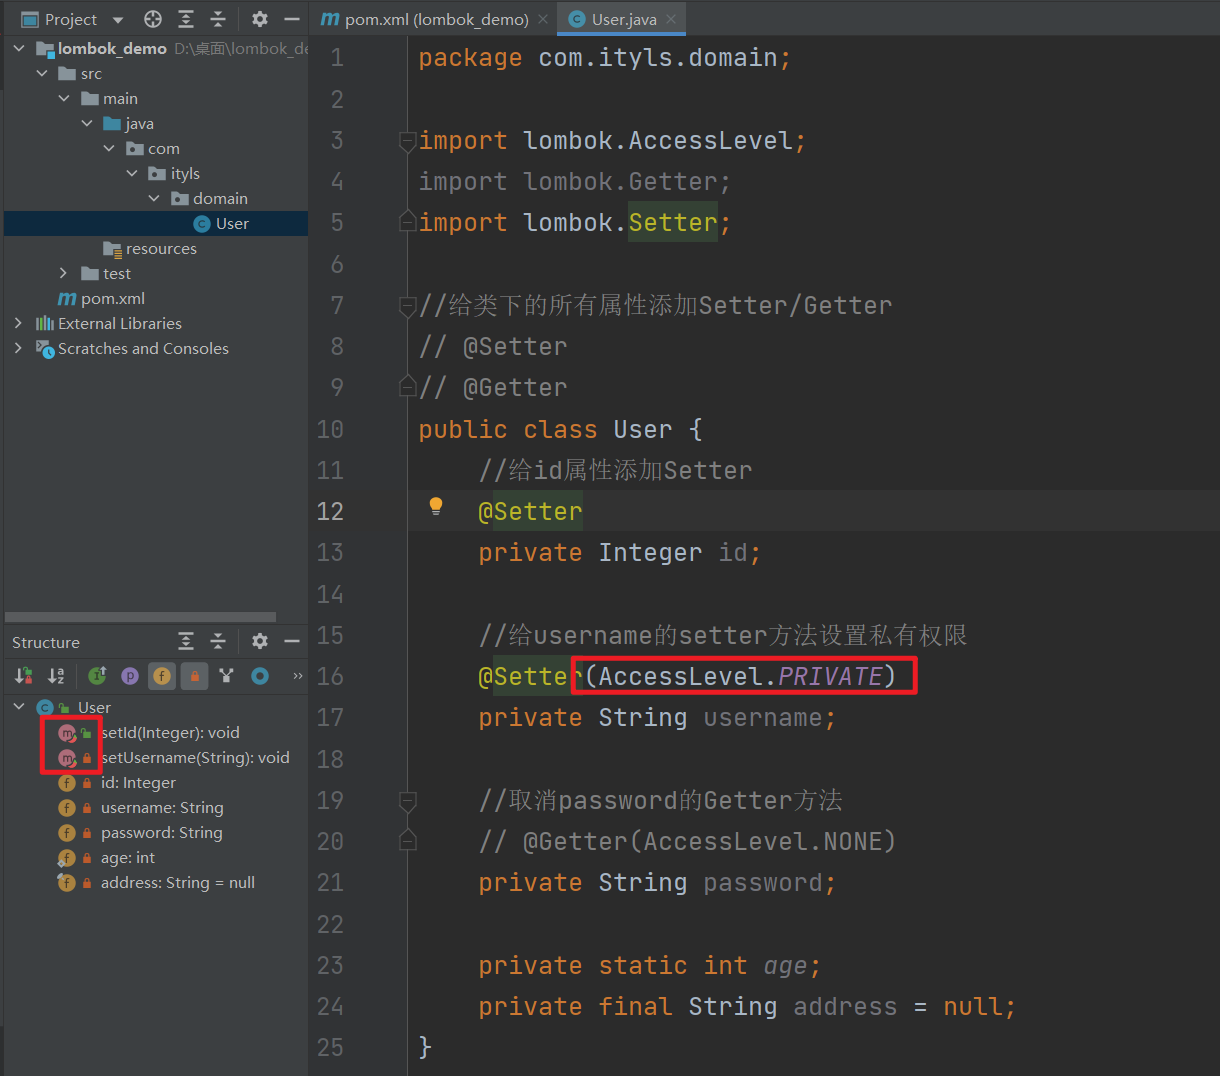 Project
lombok_demo D:\桌面\lombok_de
src
main
java
com
ityls
domain
User
resources
test
pom.xml
External Libraries
Scratches and Consoles
Structure
User
setId(Integer): void
setUsername(String): void
id: Integer
username: String
password: String
age: int
address: String = null
pom.xml (lombok_demo)
User.java
1 package com.ityls.domain;
2
3 import lombok.AccessLevel;
4 import lombok.Getter;
5 import lombok.Setter;
6
7 //给类下的所有属性添加Setter/Getter
8 // @Setter
9 // @Getter
10 public class User {
11 //给id属性添加Setter
12 @Setter
13 private Integer id;
14
15 //给username的setter方法设置私有权限
16 @Setter(AccessLevel.PRIVATE)
17 private String username;
18
19 //取消password的Getter方法
20 // @Getter(AccessLevel.NONE)
21 private String password;
22
23 private static int age;
24 private final String address = null;
25 }